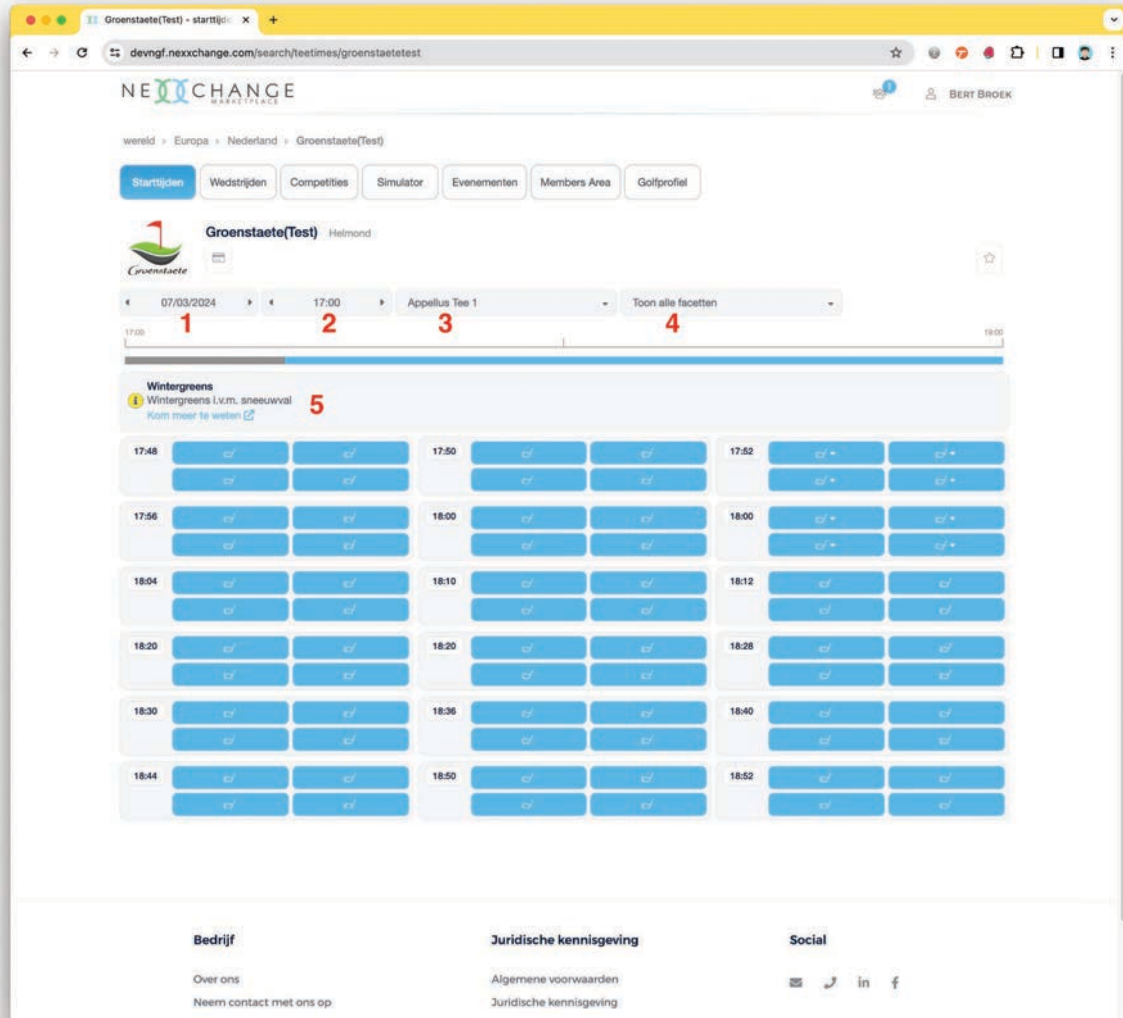 Groenstaete(Test) - starttijd
devngf.nexxchange.com/search/teetimes/groenstaetetest
NEXXCHANGE
MARKETPLACE
1
BERT BROEK
wereld > Europa > Nederland > Groenstaete(Test)
Starttijden Wedstrijden Competities Simulator Evenementen Members Area Golfprofiel
Groenstaete(Test) Helmond
Groenstaete
07/03/2024 17:00 Appellus Tee 1 Toon alle facetten
1 2 3 4
17:00 19:00
Wintergreens
Wintergreens i.v.m. sneeuwval
5
Kom meer te weten
17:48 17:50 17:52
17:56 18:00 18:00
18:04 18:10 18:12
18:20 18:20 18:28
18:30 18:36 18:40
18:44 18:50 18:52
Bedrijf Juridische kennisgeving Social
Over ons Algemene voorwaarden
Neem contact met ons op Juridische kennisgeving